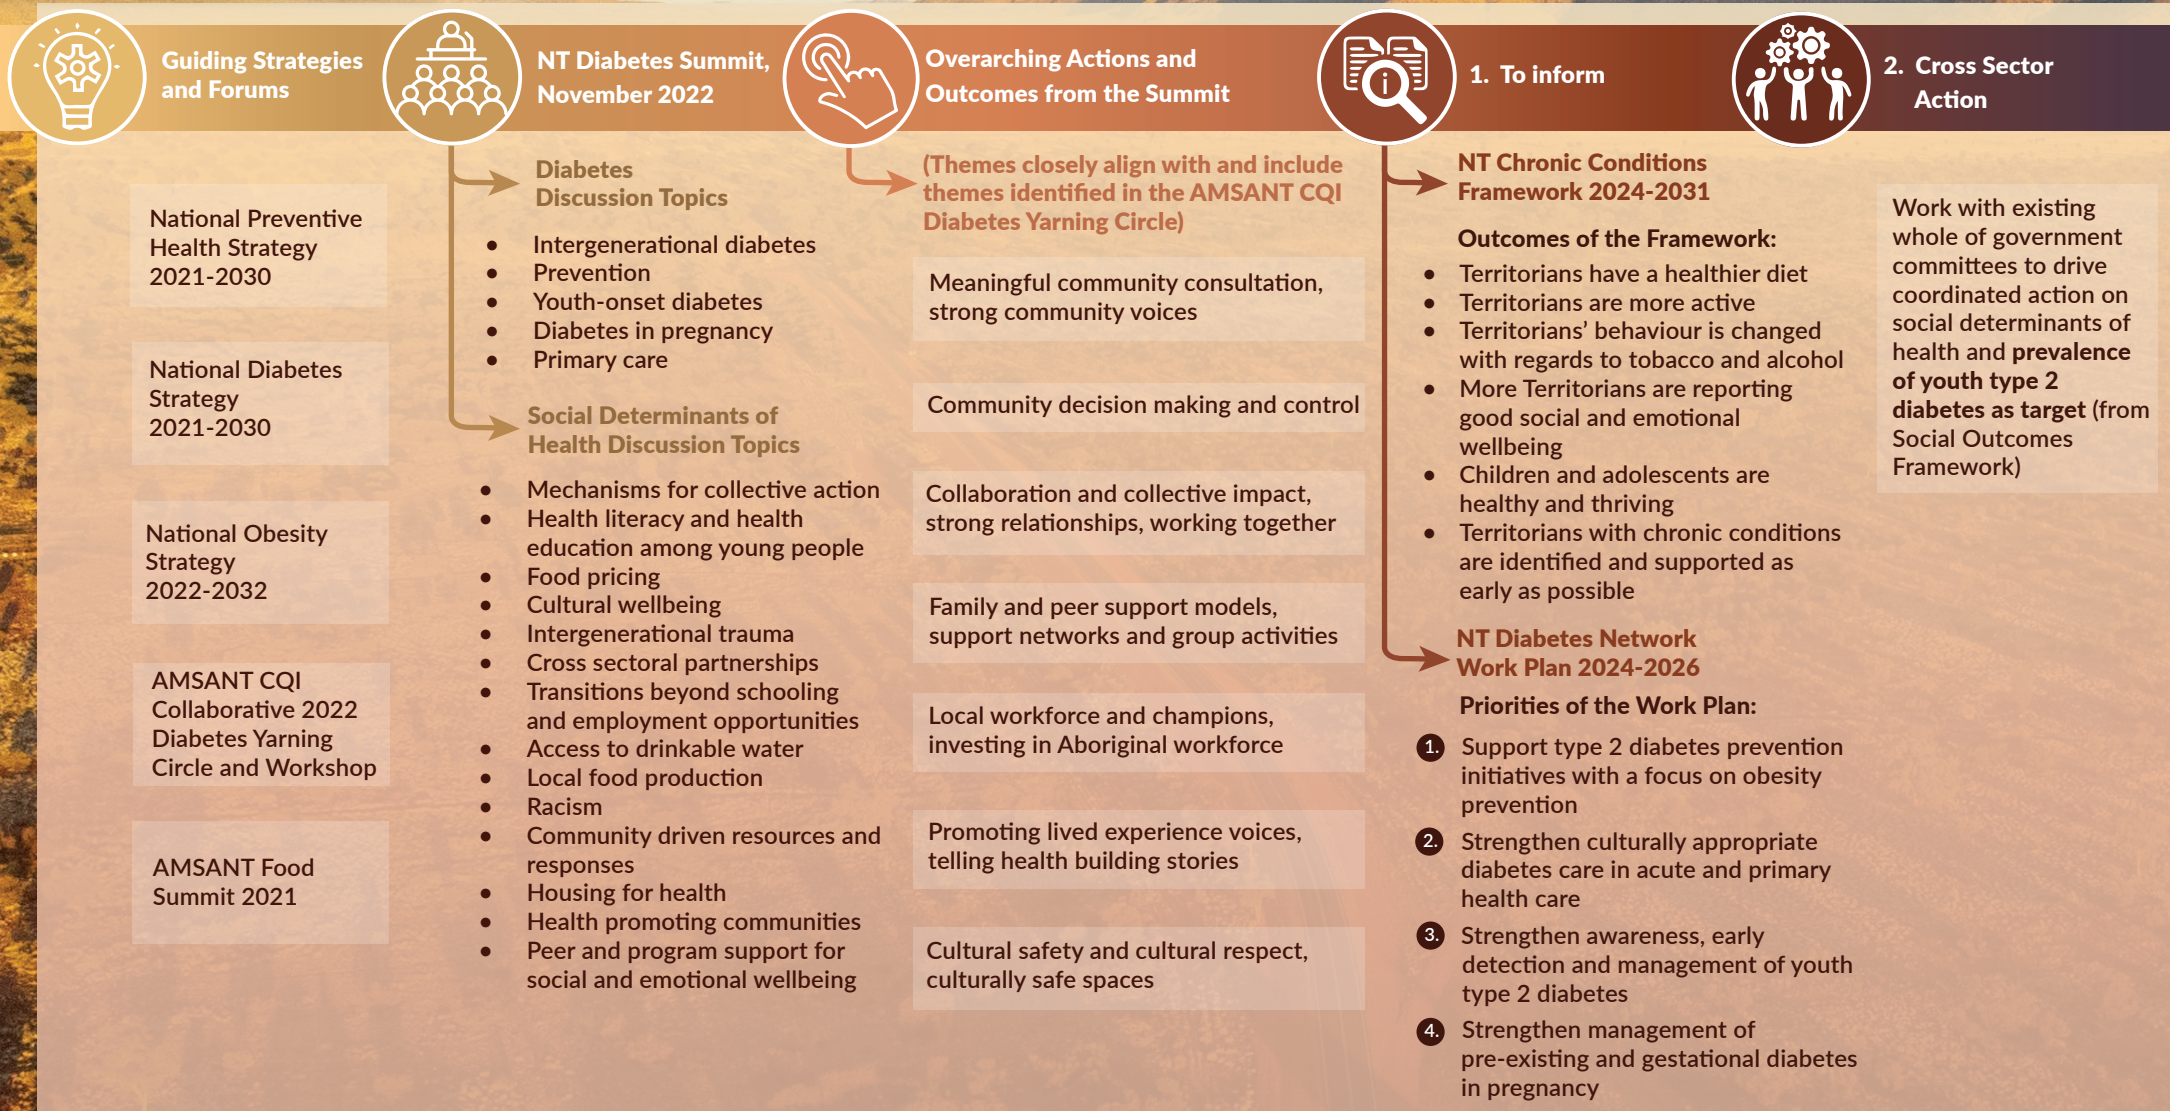 Guiding Strategies
and Forums
National Preventive
Health Strategy
2021-2030
National Diabetes
Strategy
2021-2030
National Obesity
Strategy
2022-2032
AMSANT CQI
Collaborative 2022
Diabetes Yarning
Circle and Workshop
AMSANT Food
Summit 2021
NT Diabetes Summit,
November 2022
Diabetes
Discussion Topics
• Intergenerational diabetes
• Prevention
• Youth-onset diabetes
• Diabetes in pregnancy
• Primary care
Social Determinants of
Health Discussion Topics
• Mechanisms for collective action
• Health literacy and health
education among young people
• Food pricing
• Cultural wellbeing
• Intergenerational trauma
• Cross sectoral partnerships
• Transitions beyond schooling
and employment opportunities
• Access to drinkable water
• Local food production
• Racism
• Community driven resources and
responses
• Housing for health
• Health promoting communities
• Peer and program support for
social and emotional wellbeing
Overarching Actions and
Outcomes from the Summit
(Themes closely align with and include
themes identified in the AMSANT CQI
Diabetes Yarning Circle)
Meaningful community consultation,
strong community voices
Community decision making and control
Collaboration and collective impact,
strong relationships, working together
Family and peer support models,
support networks and group activities
Local workforce and champions,
investing in Aboriginal workforce
Promoting lived experience voices,
telling health building stories
Cultural safety and cultural respect,
culturally safe spaces
i
1. To inform
NT Chronic Conditions
Framework 2024-2031
Outcomes of the Framework:
• Territorians have a healthier diet
• Territorians are more active
• Territorians' behaviour is changed
with regards to tobacco and alcohol
• More Territorians are reporting
good social and emotional
wellbeing
• Children and adolescents are
healthy and thriving
• Territorians with chronic conditions
are identified and supported as
early as possible
NT Diabetes Network
Work Plan 2024-2026
Priorities of the Work Plan:
1. Support type 2 diabetes prevention
initiatives with a focus on obesity
prevention
2. Strengthen culturally appropriate
diabetes care in acute and primary
health care
3. Strengthen awareness, early
detection and management of youth
type 2 diabetes
4. Strengthen management of
pre-existing and gestational diabetes
in pregnancy
2. Cross Sector
Action
Work with existing
whole of government
committees to drive
coordinated action on
social determinants of
health and prevalence
of youth type 2
diabetes as target (from
Social Outcomes
Framework)